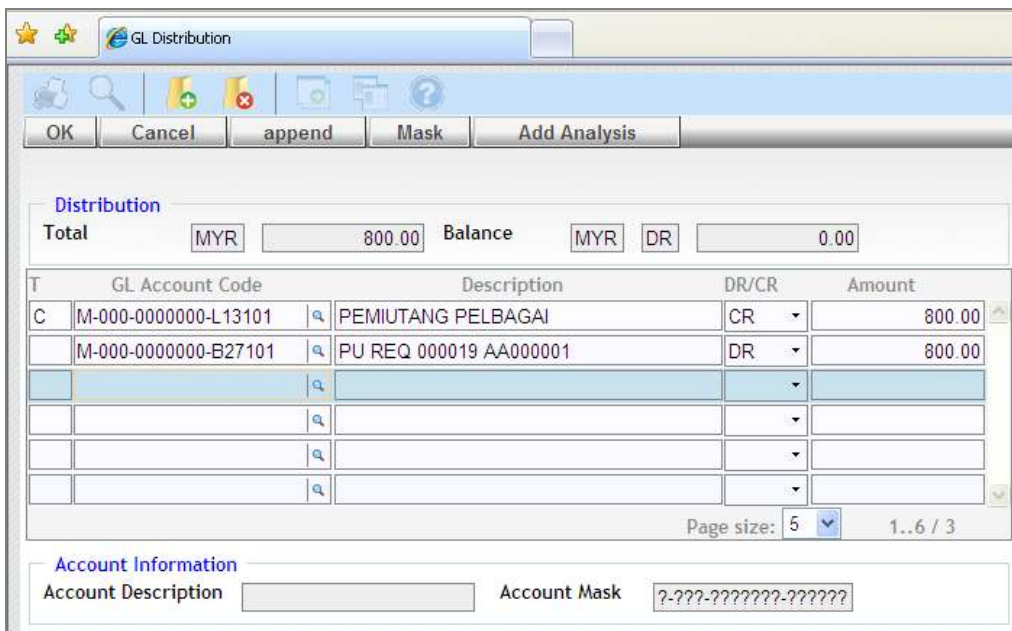 GL Distribution
OK Cancel append Mask Add Analysis
Distribution
Total MYR 800.00 Balance MYR DR 0.00
T GL Account Code Description DR/CR Amount
C M-000-0000000-L13101 PEMIUTANG PELBAGAI CR 800.00
M-000-0000000-B27101 PU REQ 000019 AA000001 DR 800.00
Page size: 5 1..6 / 3
Account Information
Account Description Account Mask ?-???-???????-??????